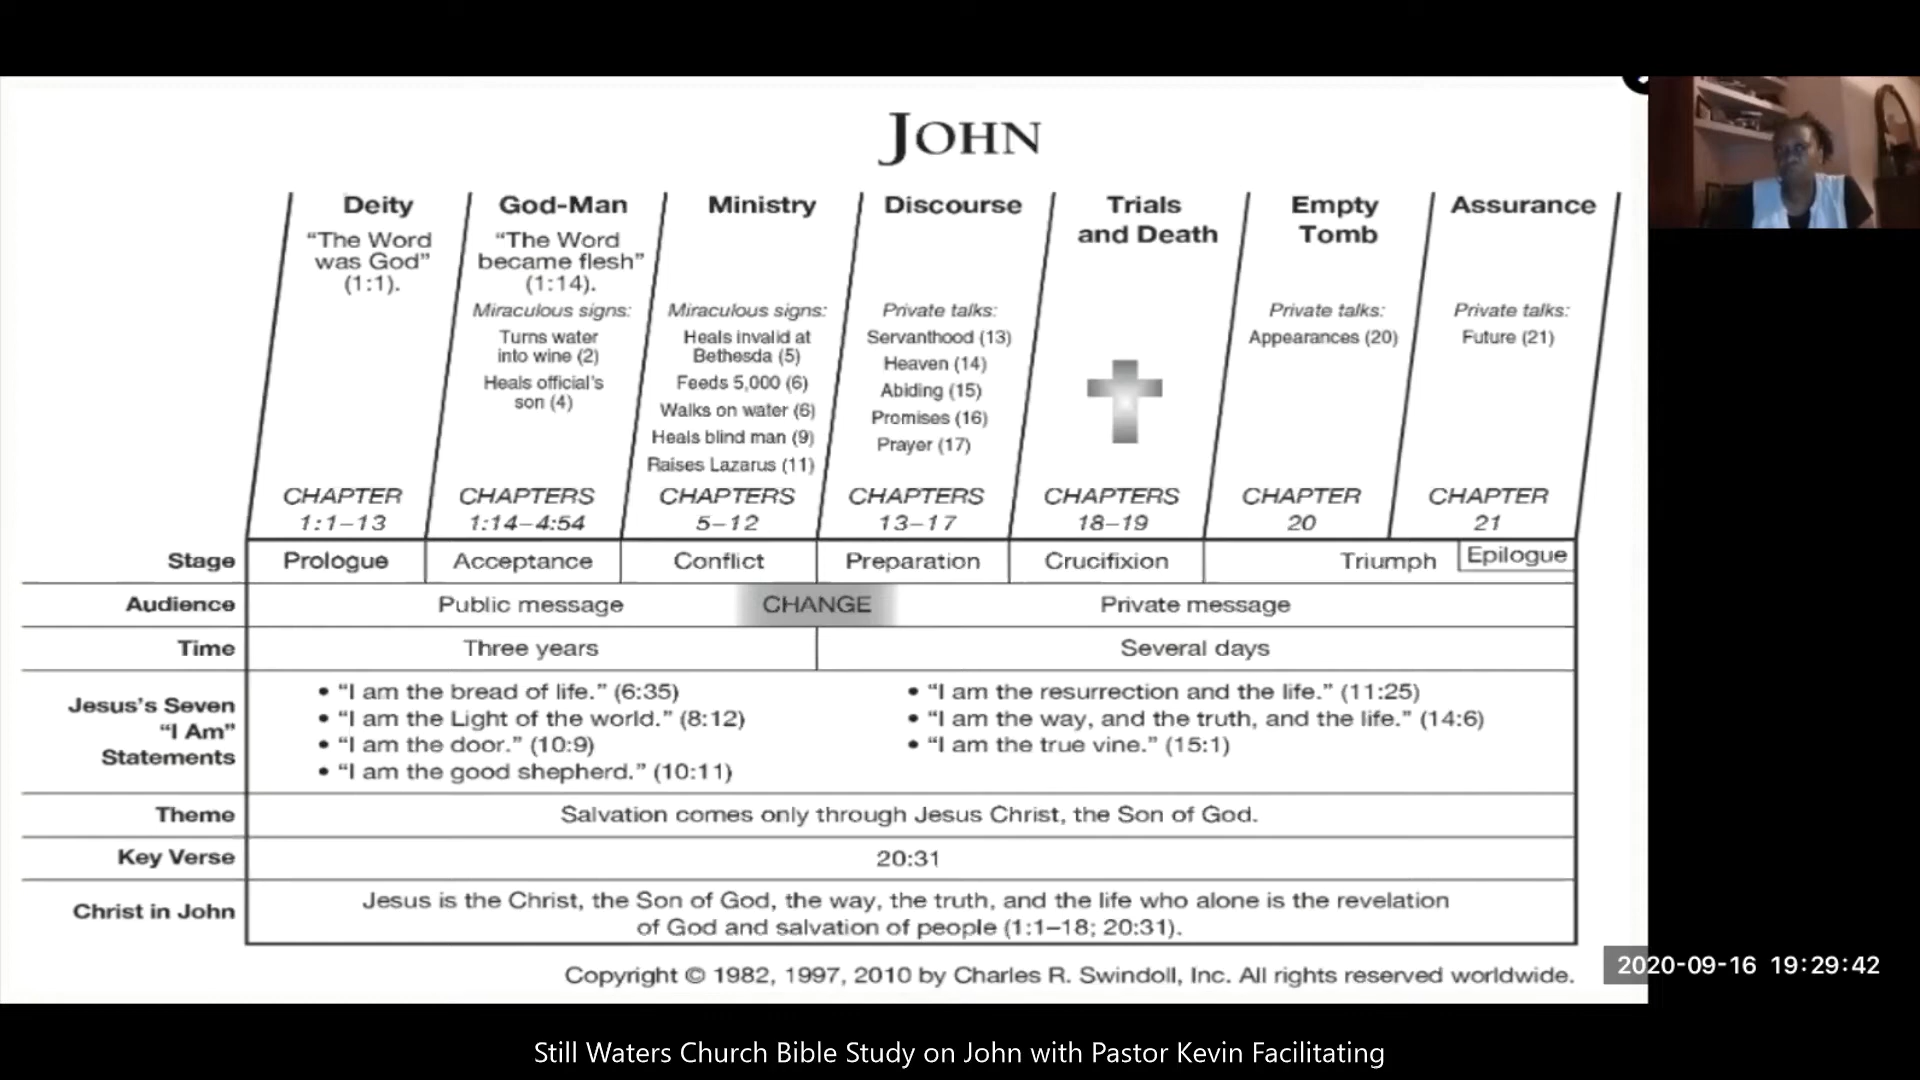 JOHN
Deity
"The Word
was God"
(1:1).
CHAPTER
1:1–13
God-Man
"The Word
became flesh"
(1:14).
Miraculous signs:
Turns water
into wine (2)
Heals official's
son (4)
CHAPTERS
1:14–4:54
Ministry
Miraculous signs:
Heals invalid at
Bethesda (5)
Feeds 5,000 (6)
Walks on water (6)
Heals blind man (9)
Raises Lazarus (11)
CHAPTERS
5–12
Discourse
Private talks:
Servanthood (13)
Heaven (14)
Abiding (15)
Promises (16)
Prayer (17)
CHAPTERS
13–17
Trials
and Death
CHAPTERS
18–19
Empty
Tomb
Private talks:
Appearances (20)
CHAPTER
20
Assurance
Private talks:
Future (21)
CHAPTER
21
Stage Prologue Acceptance Conflict Preparation Crucifixion Triumph Epilogue
Audience Public message CHANGE Private message
Time Three years Several days
Jesus's Seven
"I Am"
Statements
• "I am the bread of life." (6:35)
• "I am the Light of the world." (8:12)
• "I am the door." (10:9)
• "I am the good shepherd." (10:11)
• "I am the resurrection and the life." (11:25)
• "I am the way, and the truth, and the life." (14:6)
• "I am the true vine." (15:1)
Theme Salvation comes only through Jesus Christ, the Son of God.
Key Verse 20:31
Christ in John
Jesus is the Christ, the Son of God, the way, the truth, and the life who alone is the revelation
of God and salvation of people (1:1–18; 20:31).
Copyright © 1982, 1997, 2010 by Charles R. Swindoll, Inc. All rights reserved worldwide.
2020-09-16 19:29:42
Still Waters Church Bible Study on John with Pastor Kevin Facilitating